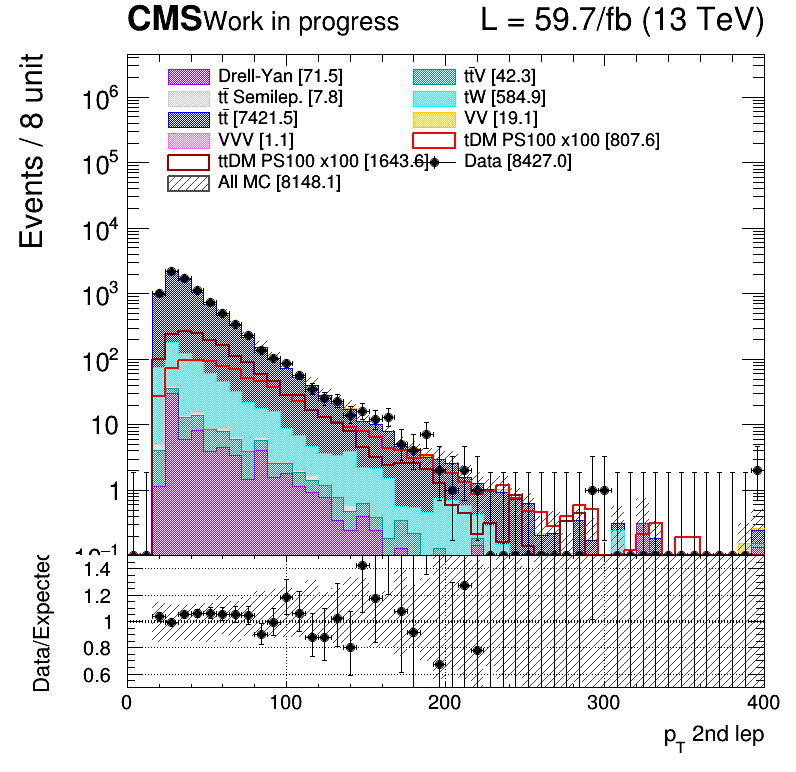 CMS Work in progress L = 59.7/fb (13 TeV)
Events / 8 unit
Drell-Yan [71.5] tt̄V [42.3]
tt̄ Semilep. [7.8] tW [584.9]
tt̄ [7421.5] VV [19.1]
VVV [1.1] tDM PS100 x100 [807.6]
ttDM PS100 x100 [1643.6] Data [8427.0]
All MC [8148.1]
10⁶
10⁵
10⁴
10³
10²
10
1
10⁻¹
Data/Expected
1.4
1.2
1
0.8
0.6
0 100 200 300 400
p_T 2nd lep